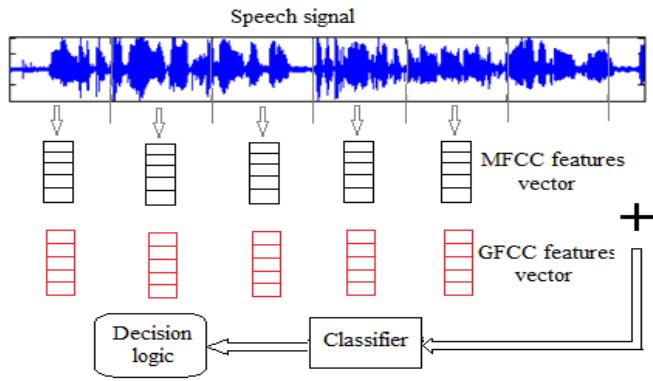 Speech signal
MFCC features
vector
+
GFCC features
vector
Decision
logic
Classifier